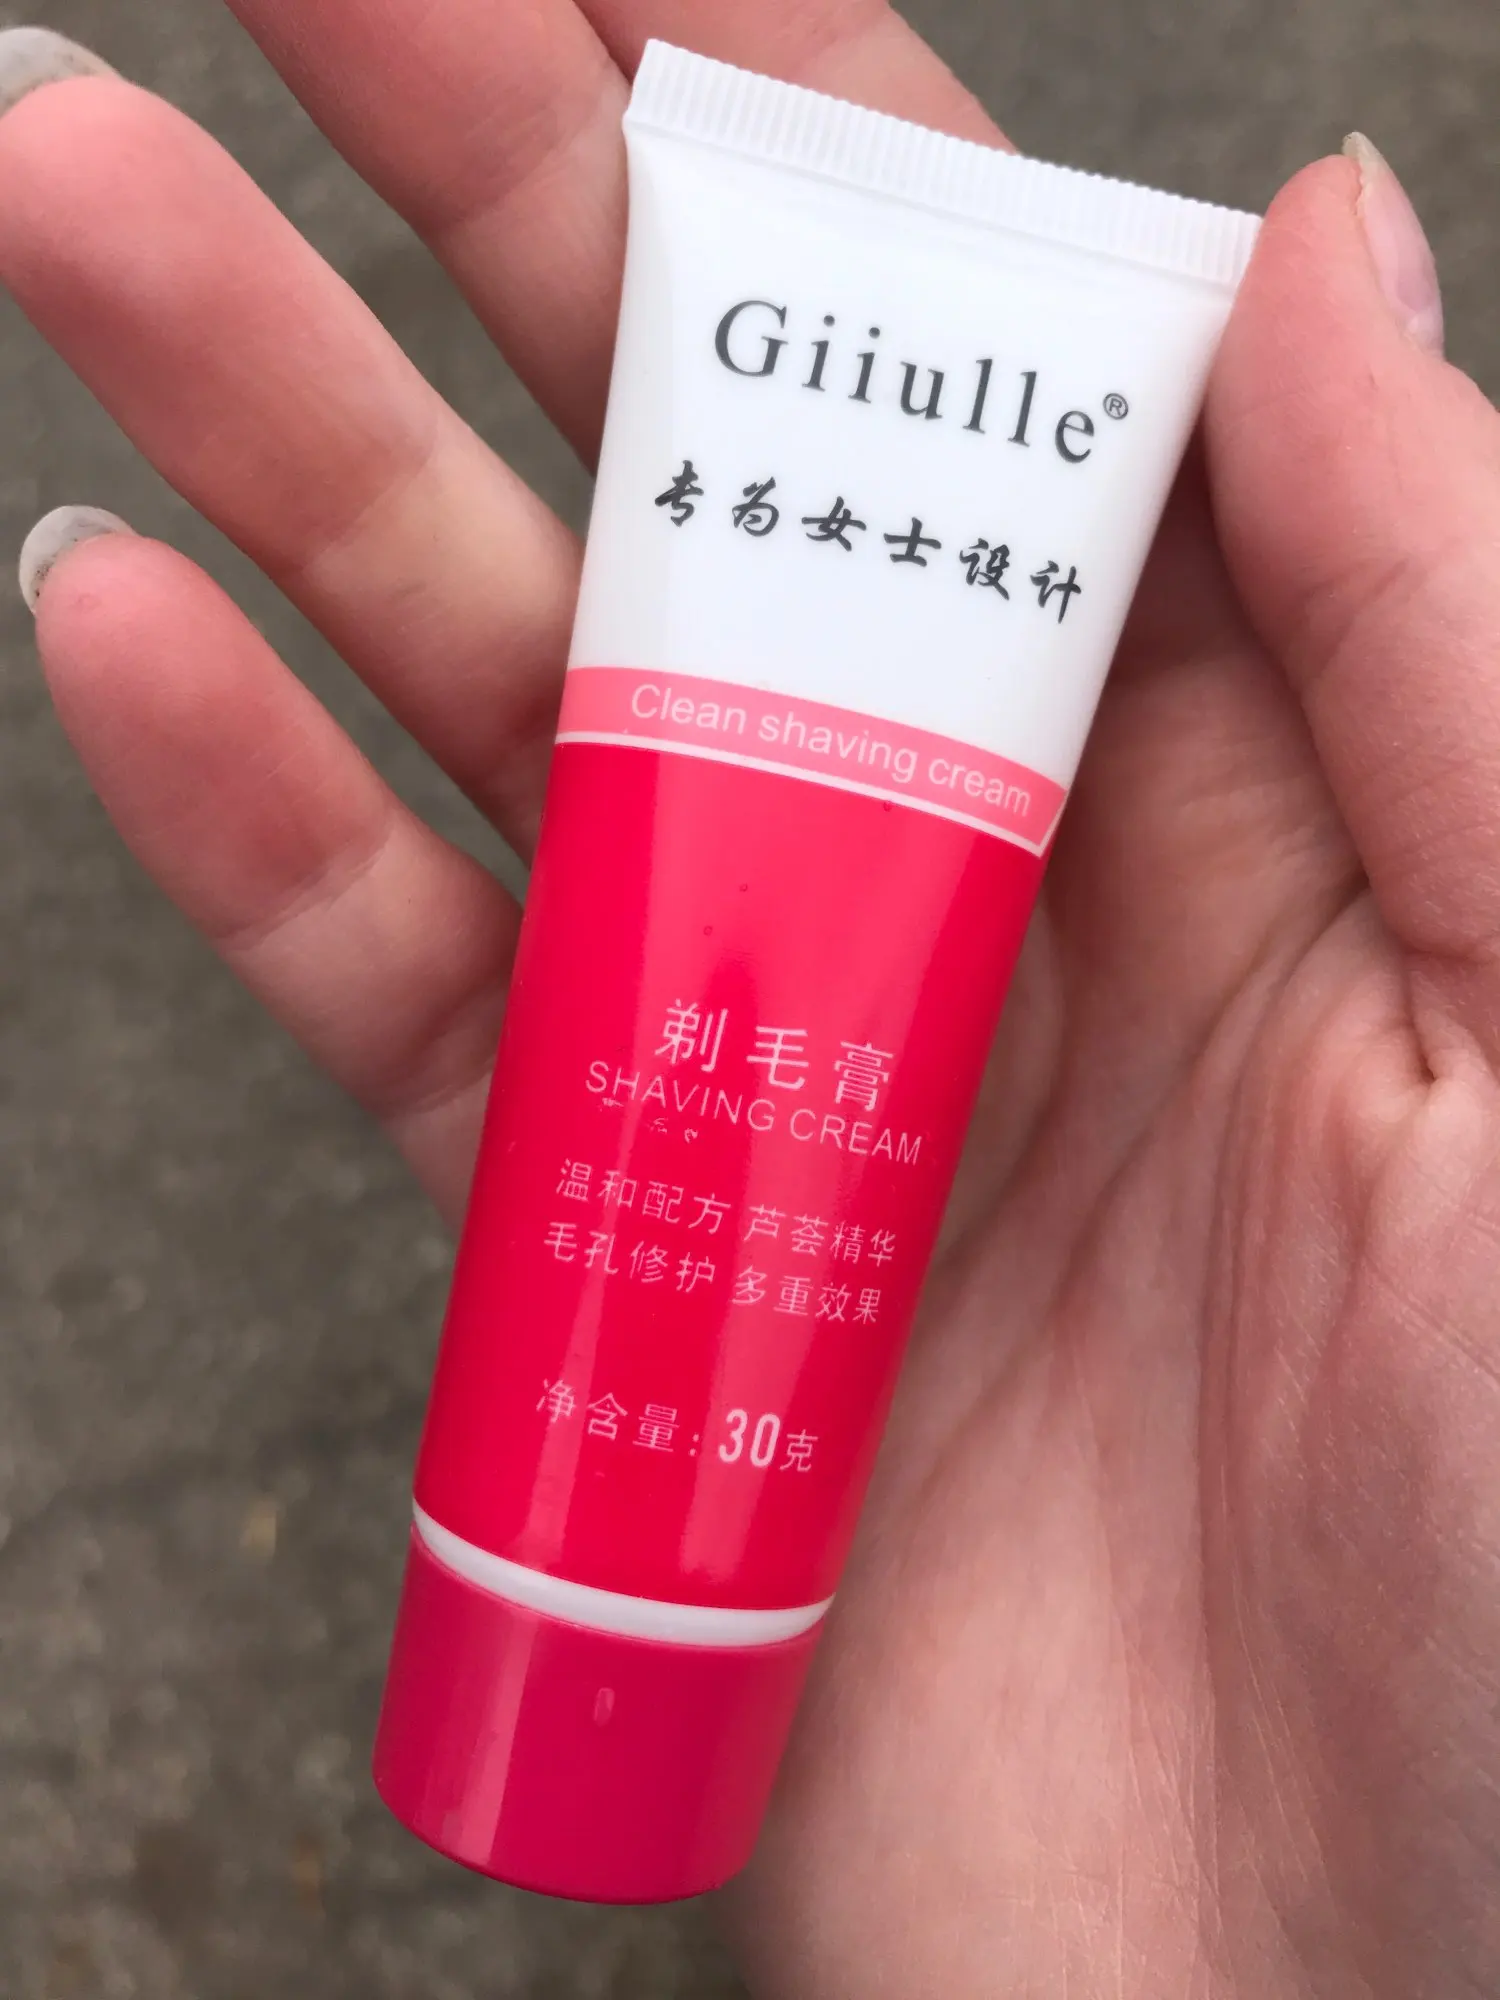 Giiulle®
专为女士设计
Clean shaving cream
剃毛膏
SHAVING CREAM
温和配方 芦荟精华
毛孔修护 多重效果
净含量：30克